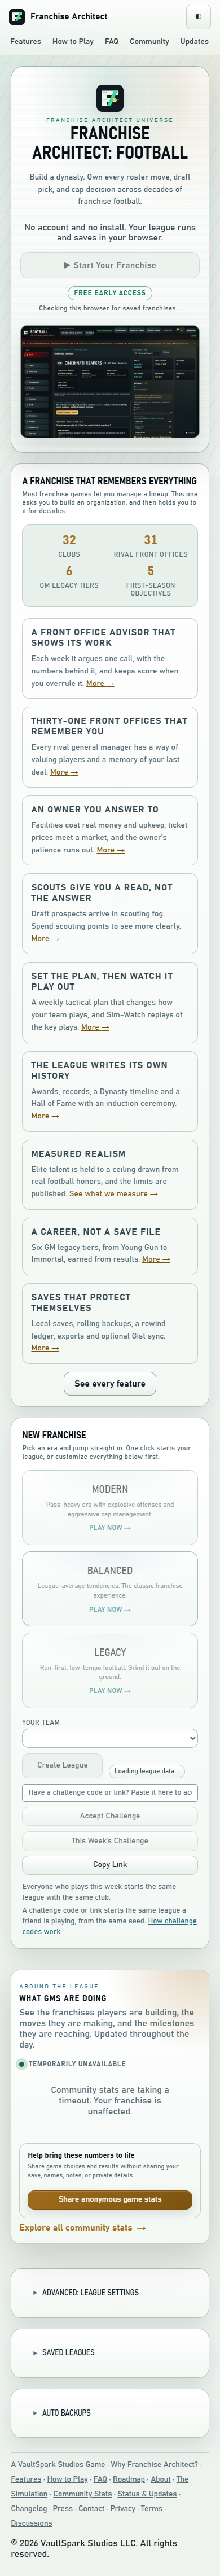 Franchise Architect
Features How to Play FAQ Community Updates
FRANCHISE ARCHITECT UNIVERSE
FRANCHISE
ARCHITECT: FOOTBALL
Build a dynasty. Own every roster move, draft
pick, and cap decision across decades of
franchise football.
No account and no install. Your league runs
and saves in your browser.
▶ Start Your Franchise
FREE EARLY ACCESS
Checking this browser for saved franchises...
FOOTBALL
CINCINNATI REAPERS
A FRANCHISE THAT REMEMBERS EVERYTHING
Most franchise games let you manage a lineup. This one
asks you to build an organization, and then holds you to
it for decades.
32
CLUBS
31
RIVAL FRONT OFFICES
6
GM LEGACY TIERS
5
FIRST-SEASON
OBJECTIVES
A FRONT OFFICE ADVISOR THAT
SHOWS ITS WORK
Each week it argues one call, with the
numbers behind it, and keeps score when
you overrule it. More →
THIRTY-ONE FRONT OFFICES THAT
REMEMBER YOU
Every rival general manager has a way of
valuing players and a memory of your last
deal. More →
AN OWNER YOU ANSWER TO
Facilities cost real money and upkeep, ticket
prices meet a market, and the owner's
patience runs out. More →
SCOUTS GIVE YOU A READ, NOT
THE ANSWER
Draft prospects arrive in scouting fog.
Spend scouting points to see more clearly.
More →
SET THE PLAN, THEN WATCH IT
PLAY OUT
A weekly tactical plan that changes how
your team plays, and Sim-Watch replays of
the key plays. More →
THE LEAGUE WRITES ITS OWN
HISTORY
Awards, records, a Dynasty timeline and a
Hall of Fame with an induction ceremony.
More →
MEASURED REALISM
Elite talent is held to a ceiling drawn from
real football honors, and the limits are
published. See what we measure →
A CAREER, NOT A SAVE FILE
Six GM legacy tiers, from Young Gun to
Immortal, earned from results. More →
SAVES THAT PROTECT
THEMSELVES
Local saves, rolling backups, a rewind
ledger, exports and optional Gist sync.
More →
See every feature
NEW FRANCHISE
Pick an era and jump straight in. One click starts your
league, or customize everything below first.
MODERN
Pass-heavy era with explosive offenses and
aggressive cap management.
PLAY NOW →
BALANCED
League-average tendencies. The classic franchise
experience.
PLAY NOW →
LEGACY
Run-first, low-tempo football. Grind it out on the
ground.
PLAY NOW →
YOUR TEAM
Create League
Loading league data...
Have a challenge code or link? Paste it here to acc
Accept Challenge
This Week's Challenge
Copy Link
Everyone who plays this week starts the same
league with the same club.
A challenge code or link starts the same league a
friend is playing, from the same seed. How challenge
codes work
AROUND THE LEAGUE
WHAT GMS ARE DOING
See the franchises players are building, the
moves they are making, and the milestones
they are reaching. Updated throughout the
day.
TEMPORARILY UNAVAILABLE
Community stats are taking a
timeout. Your franchise is
unaffected.
Help bring these numbers to life
Share game choices and results without sharing your
save, names, notes, or private details.
Share anonymous game stats
Explore all community stats →
▸ ADVANCED: LEAGUE SETTINGS
▸ SAVED LEAGUES
▸ AUTO BACKUPS
A VaultSpark Studios Game · Why Franchise Architect? ·
Features · How to Play · FAQ · Roadmap · About · The
Simulation · Community Stats · Status & Updates ·
Changelog · Press · Contact · Privacy · Terms ·
Discussions
© 2026 VaultSpark Studios LLC. All rights
reserved.